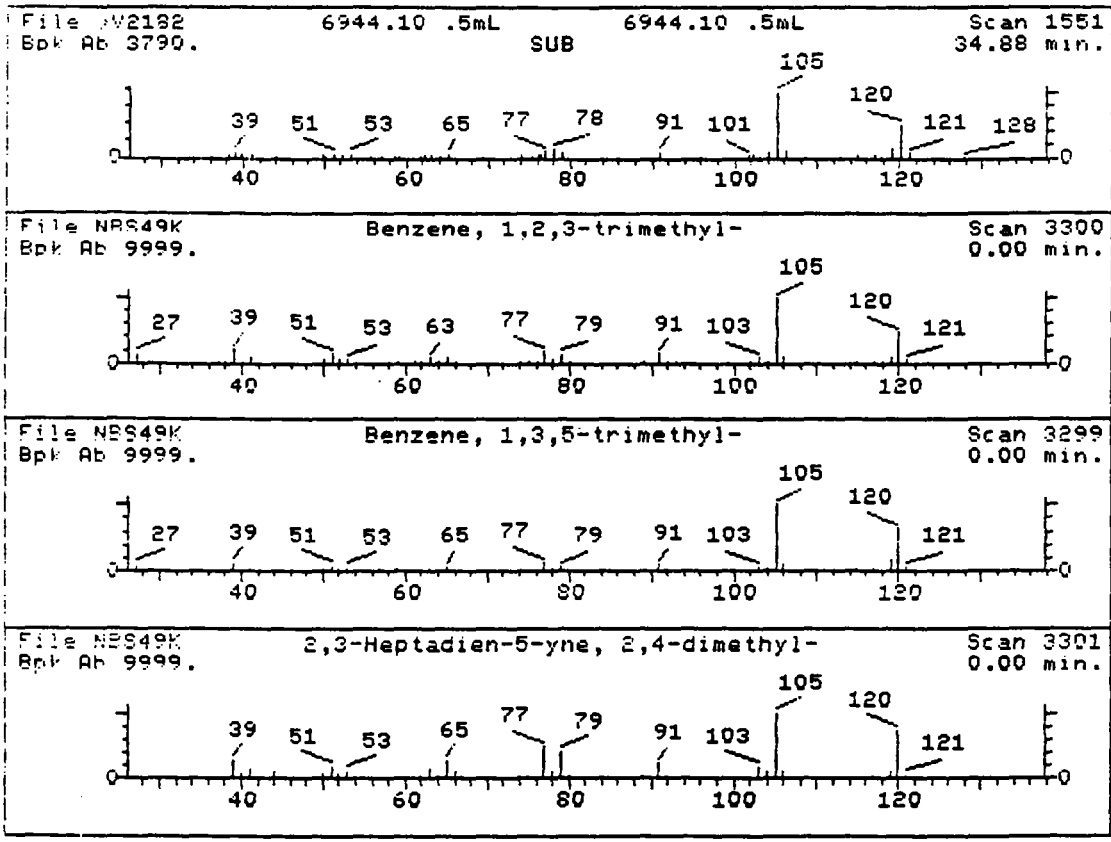 File >V2182 6944.10 .5mL 6944.10 .5mL Scan 1551
Bpk Ab 3790. SUB 34.88 min.
105
120
39 51 53 65 77 78 91 101 121 128
0 0
40 60 80 100 120
File NBS49K Benzene, 1,2,3-trimethyl- Scan 3300
Bpk Ab 9999. 0.00 min.
105
120
27 39 51 53 63 77 79 91 103 121
0 0
40 60 80 100 120
File NBS49K Benzene, 1,3,5-trimethyl- Scan 3299
Bpk Ab 9999. 0.00 min.
105
120
27 39 51 53 65 77 79 91 103 121
0 0
40 60 80 100 120
File NBS49K 2,3-Heptadien-5-yne, 2,4-dimethyl- Scan 3301
Bpk Ab 9999. 0.00 min.
105
120
39 51 53 65 77 79 91 103 121
0 0
40 60 80 100 120